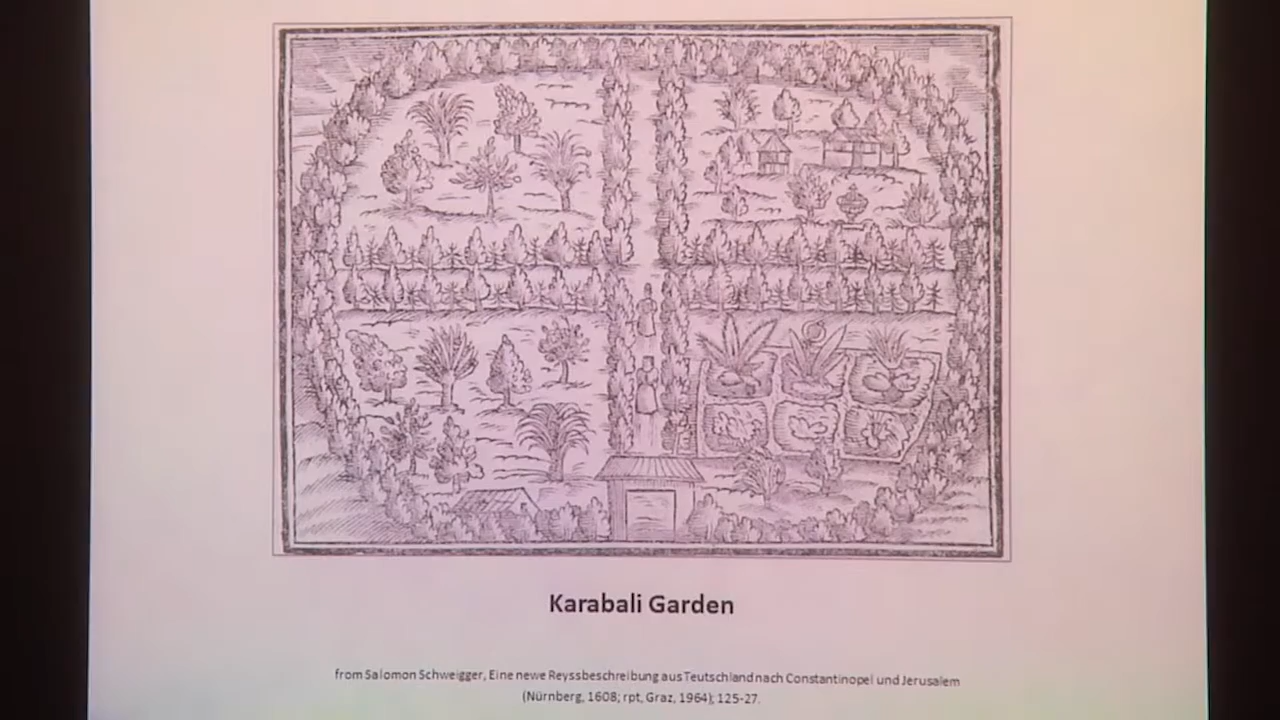 Karabali Garden
from Salomon Schweigger, Eine newe Reyssbeschreibung aus Teutschland nach Constantinopel und Jerusalem
(Nürnberg, 1608; rpt, Graz, 1964); 125-27.